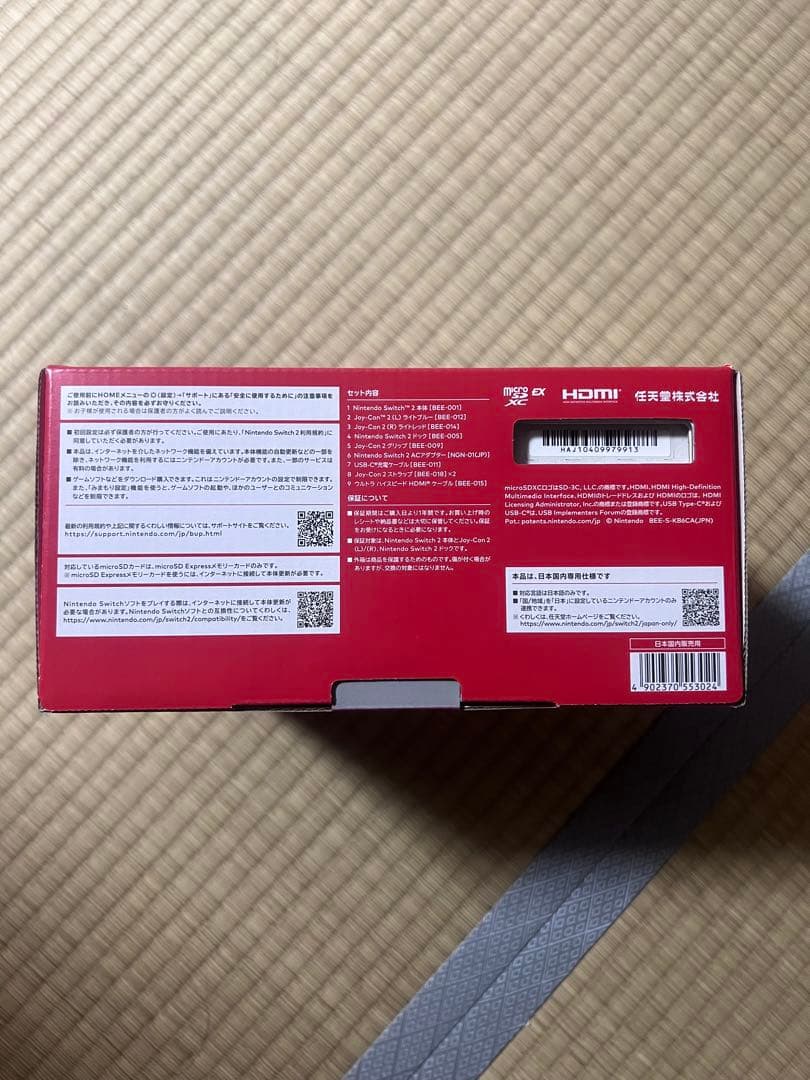 ご使用前にHOMEメニューの(設定)→「サポート」にある「安全に使用するために」の注意事項を
お読みいただき、その内容を必ずお守りください。
※お子様が使用される場合は保護者の方がよく読んでご説明ください。
■ 初回設定は必ず保護者の方が行ってください。ご使用にあたり、「Nintendo Switch 2 利用規約」に
同意していただく必要があります。
■ 本品は、インターネットを介したネットワーク機能を備えています。本体機能の自動更新などの一部を
除き、ネットワーク機能を利用するにはニンテンドーアカウントが必要です。また、一部のサービスは
有料の場合があります。
■ ゲームソフトなどをダウンロード購入できます。これはニンテンドーアカウントの設定で制限できます。
また、「みまもり設定」機能を使うと、ゲームソフトの起動や、ほかのユーザーとのコミュニケーション
などを制限できます。
最新の利用規約や上記に関するくわしい情報については、サポートサイトをご覧ください。
https://support.nintendo.com/jp/bup.html
対応しているmicroSDカードは、microSD Expressメモリーカードのみです。
※microSD Expressメモリーカードを使うには、インターネットに接続して本体更新が必要です。
Nintendo Switchソフトをプレイする際は、インターネットに接続して本体更新が
必要な場合があります。Nintendo Switchソフトとの互換性についてくわしくは、
https://www.nintendo.com/jp/switch2/compatibility/をご覧ください。
セット内容
1 Nintendo Switch™ 2 本体 [BEE-001]
2 Joy-Con™ 2 (L) ライトブルー [BEE-012]
3 Joy-Con 2 (R) ライトレッド [BEE-014]
4 Nintendo Switch 2 ドック [BEE-005]
5 Joy-Con 2 グリップ [BEE-009]
6 Nintendo Switch 2 ACアダプター [NGN-01(JP)]
7 USB-C®充電ケーブル [BEE-011]
8 Joy-Con 2 ストラップ [BEE-018] ×2
9 ウルトラ ハイスピード HDMI® ケーブル [BEE-015]
保証について
■ 保証期間はご購入日より1年間です。お買い上げ時の
レシートや納品書などは大切に保管してください。保証
をお受けになるときに必要になります。
■ 保証対象は、Nintendo Switch 2 本体とJoy-Con 2
(L)/(R)、Nintendo Switch 2 ドックです。
■ 外箱は商品を保護するためのものです。傷が付く場合が
ありますが、交換の対象にはなりません。
micro SD XC EX
HDMI
HIGH-DEFINITION MULTIMEDIA INTERFACE
任天堂株式会社
HAJ10409979913
microSDXCロゴはSD-3C, LLC.の商標です。HDMI、HDMI High-Definition
Multimedia Interface、HDMIのトレードドレスおよび HDMIのロゴは、HDMI
Licensing Administrator, Inc.の商標または登録商標です。USB Type-C®および
USB-C®は、USB Implementers Forumの登録商標です。
Pat.: patents.nintendo.com/jp © Nintendo BEE-S-KB6CA(JPN)
本品は、日本国内専用仕様です
■ 対応言語は日本語のみです。
■ 「国/地域」を「日本」に設定しているニンテンドーアカウントのみ
連携できます。
※くわしくは、任天堂ホームページをご覧ください。
https://www.nintendo.com/jp/switch2/japan-only/
日本国内販売用
4 902370 553024